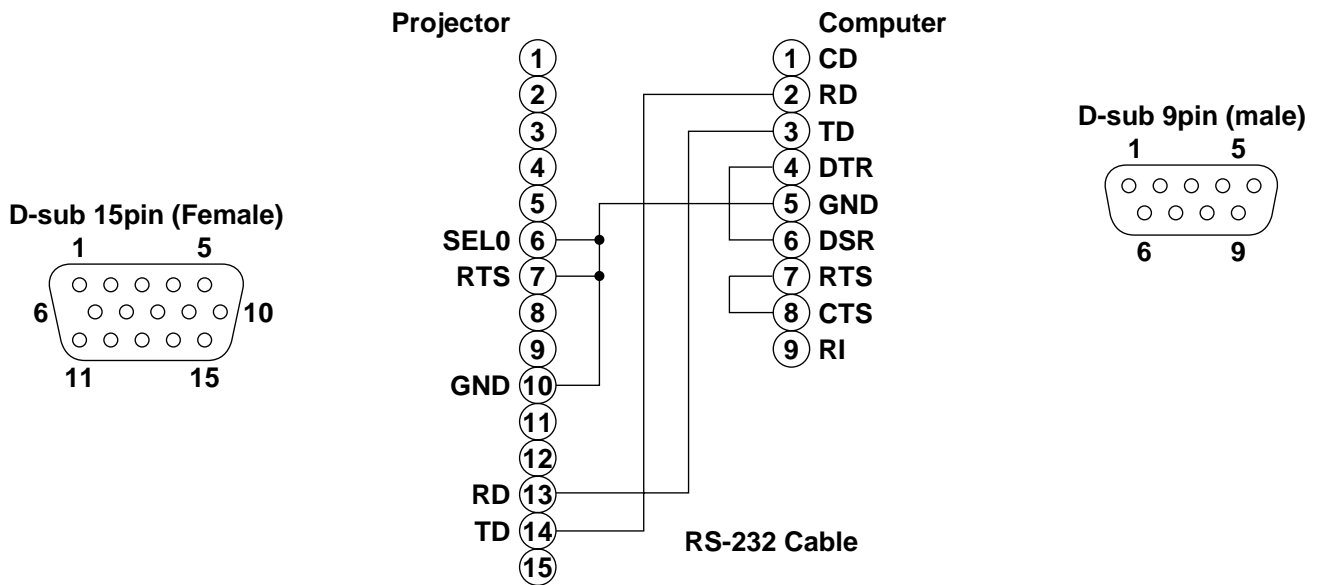 Projector
Computer
1
2
3
4
5
SEL0 6
RTS 7
8
9
GND 10
11
12
RD 13
TD 14
15
1 CD
2 RD
3 TD
4 DTR
5 GND
6 DSR
7 RTS
8 CTS
9 RI
RS-232 Cable
D-sub 15pin (Female)
1 5
6 10
11 15
D-sub 9pin (male)
1 5
6 9